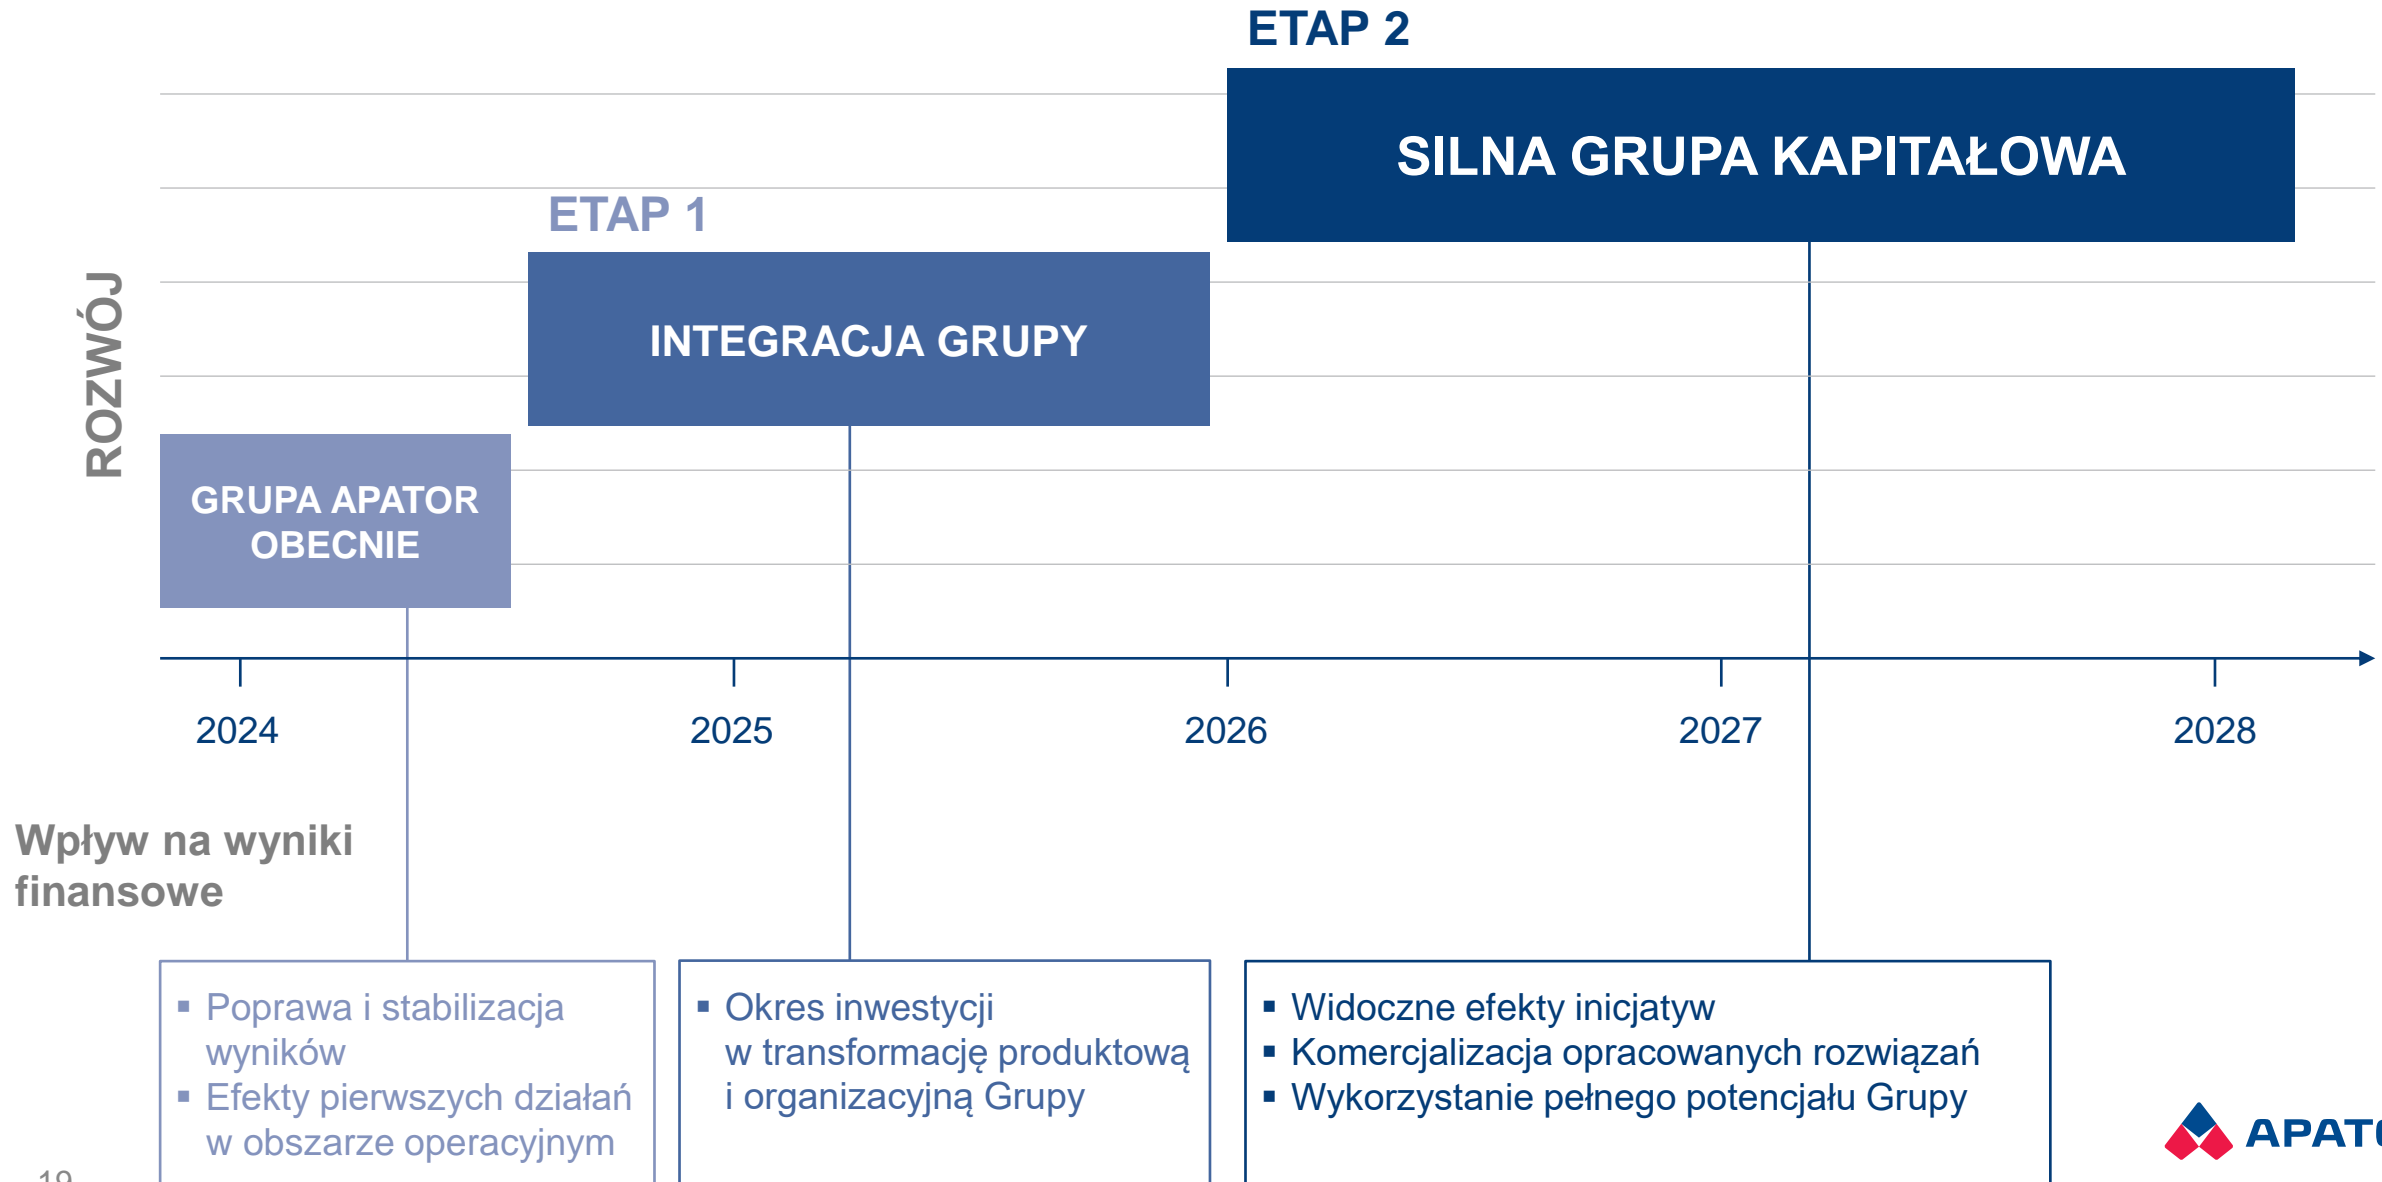 ETAP 2
SILNA GRUPA KAPITAŁOWA
ETAP 1
INTEGRACJA GRUPY
ROZWÓJ
GRUPA APATOR
OBECNIE
2024
2025
2026
2027
2028
Wpływ na wyniki
finansowe
▪ Poprawa i stabilizacja
wyników
▪ Efekty pierwszych działań
w obszarze operacyjnym
▪ Okres inwestycji
w transformację produktową
i organizacyjną Grupy
▪ Widoczne efekty inicjatyw
▪ Komercjalizacja opracowanych rozwiązań
▪ Wykorzystanie pełnego potencjału Grupy
19